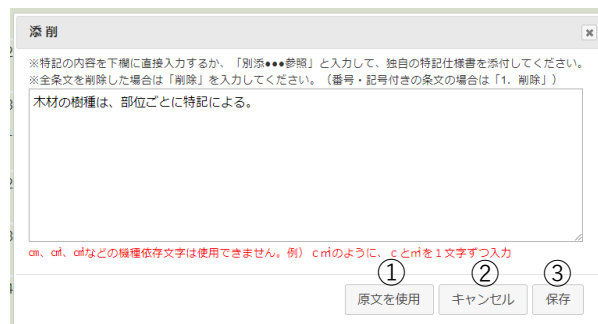 添削
※特記の内容を下欄に直接入力するか、「別添●●●参照」と入力して、独自の特記仕様書を添付してください。
※全条文を削除した場合は「削除」を入力してください。（番号・記号付きの条文の場合は「1．削除」）
木材の樹種は、部位ごとに特記による。
㎝、㎠、㎤などの機種依存文字は使用できません。例） ｃ㎡のように、ｃと㎡を１文字ずつ入力
① ② ③
原文を使用 キャンセル 保存